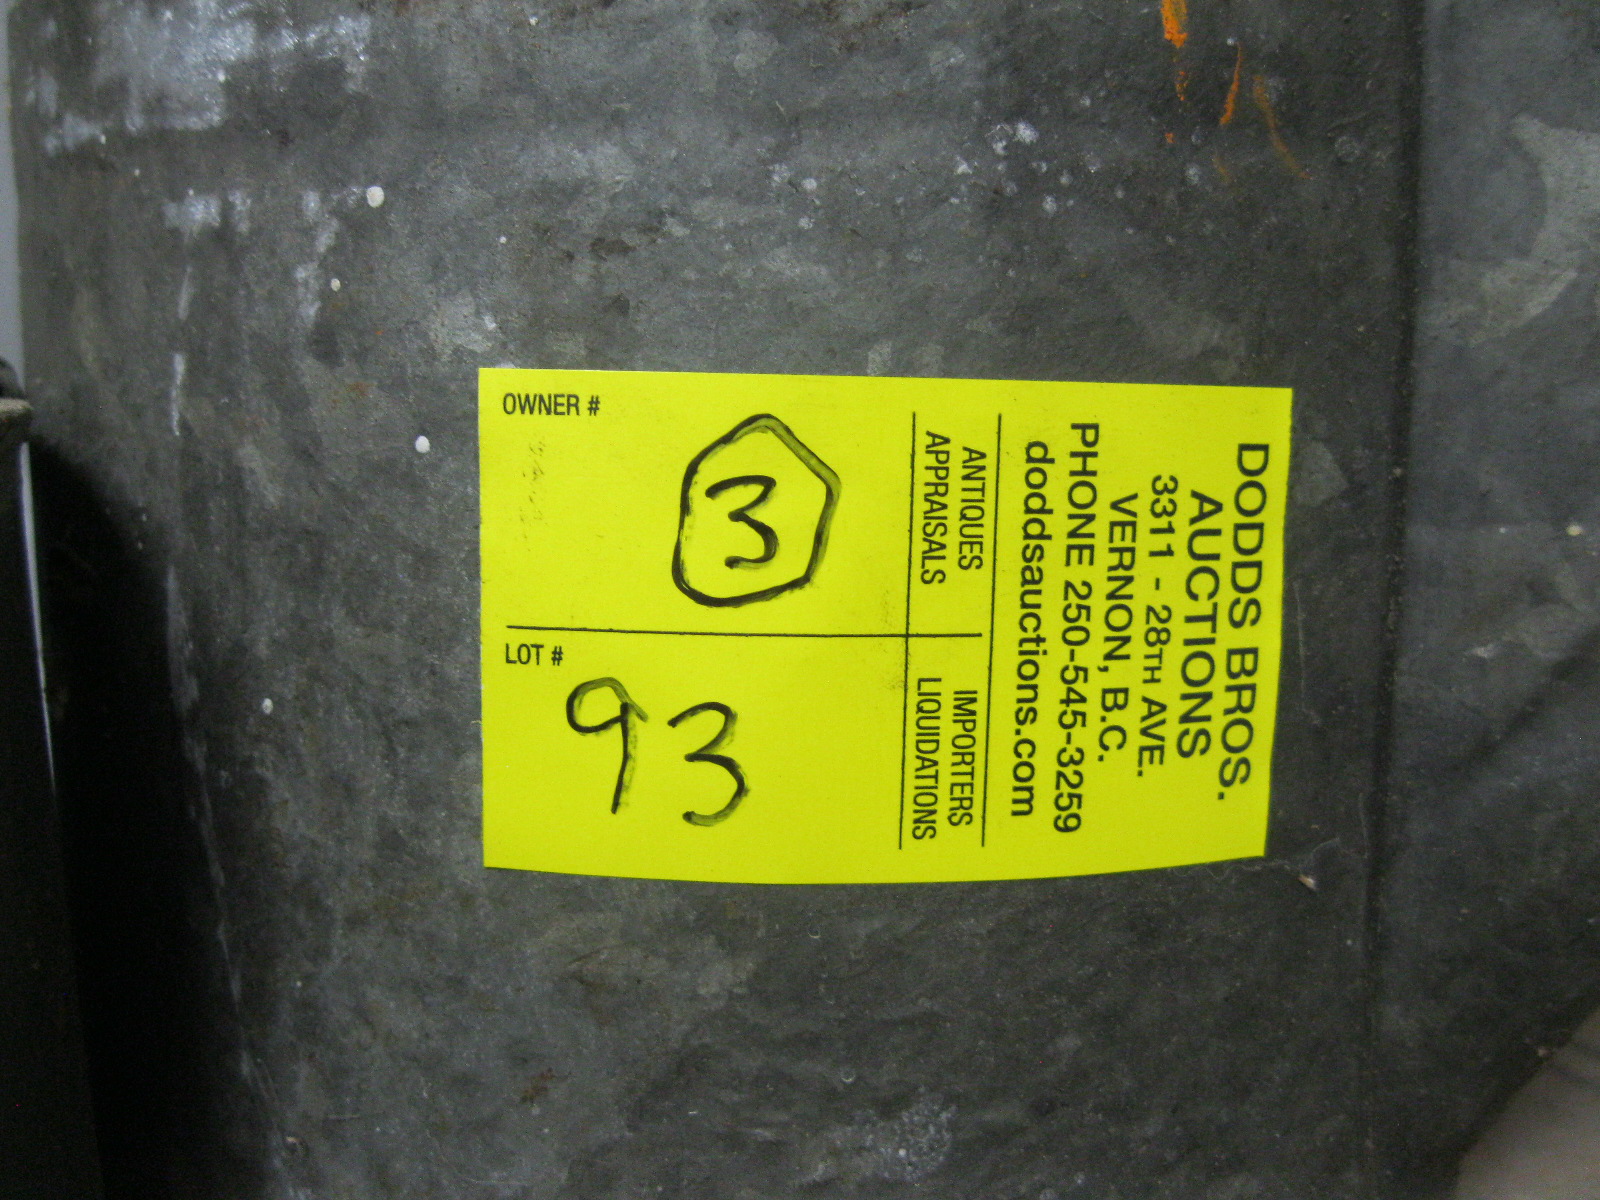 DODDS BROS.
AUCTIONS
3311 - 28TH AVE.
VERNON, B.C.
PHONE 250-545-3259
doddsauctions.com
ANTIQUES
APPRAISALS
IMPORTERS
LIQUIDATIONS
OWNER #
3
LOT #
93